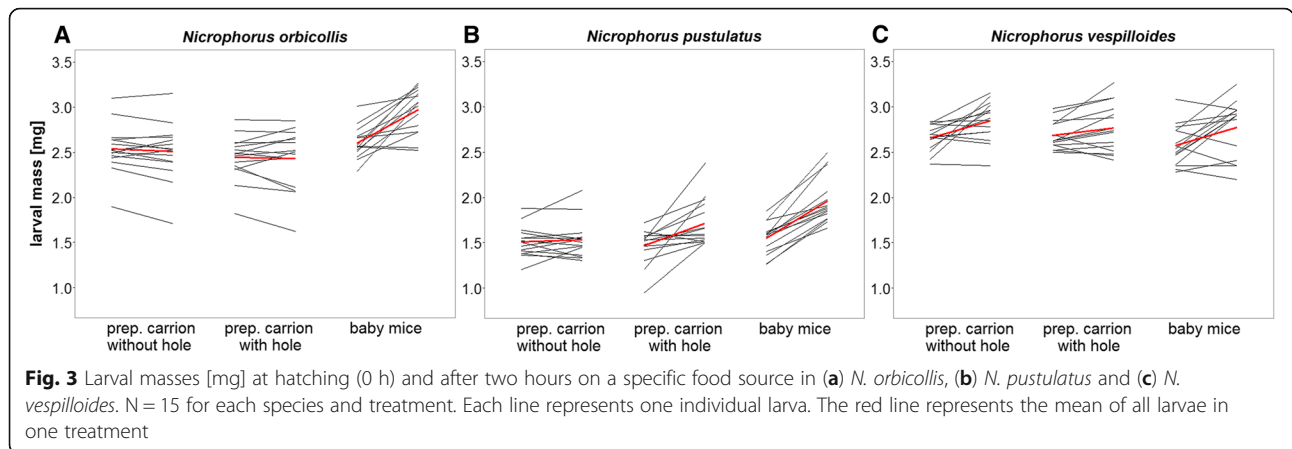 A Nicrophorus orbicollis
B Nicrophorus pustulatus
C Nicrophorus vespilloides
larval mass [mg]
3.5
3.0
2.5
2.0
1.5
1.0
3.5
3.0
2.5
2.0
1.5
1.0
3.5
3.0
2.5
2.0
1.5
1.0
prep. carrion
without hole
prep. carrion
with hole
baby mice
prep. carrion
without hole
prep. carrion
with hole
baby mice
prep. carrion
without hole
prep. carrion
with hole
baby mice
Fig. 3 Larval masses [mg] at hatching (0 h) and after two hours on a specific food source in (a) N. orbicollis, (b) N. pustulatus and (c) N.
vespilloides. N = 15 for each species and treatment. Each line represents one individual larva. The red line represents the mean of all larvae in
one treatment